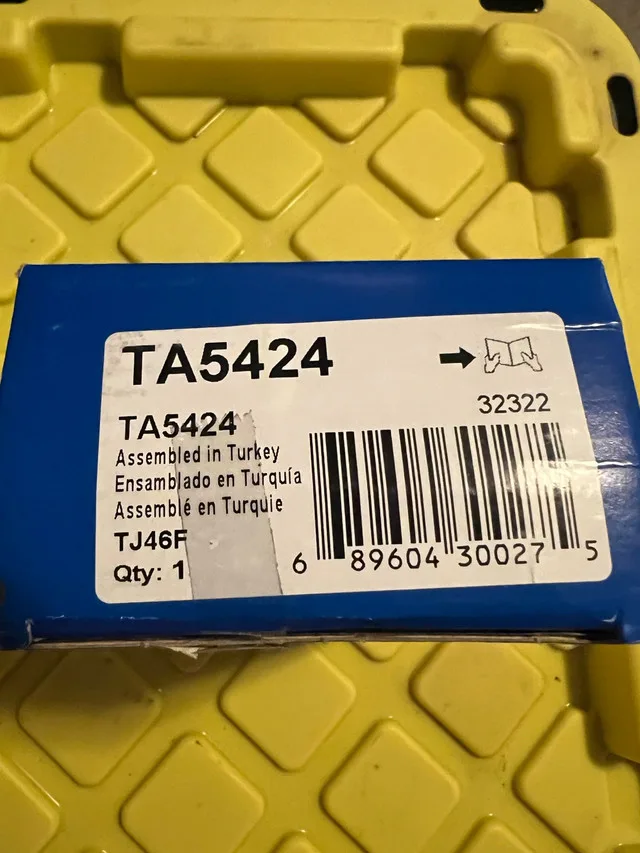 TA5424
32322
TA5424
Assembled in Turkey
Ensamblado en Turquía
Assemblé en Turquie
TJ46F
Qty: 1
6 89604 30027 5